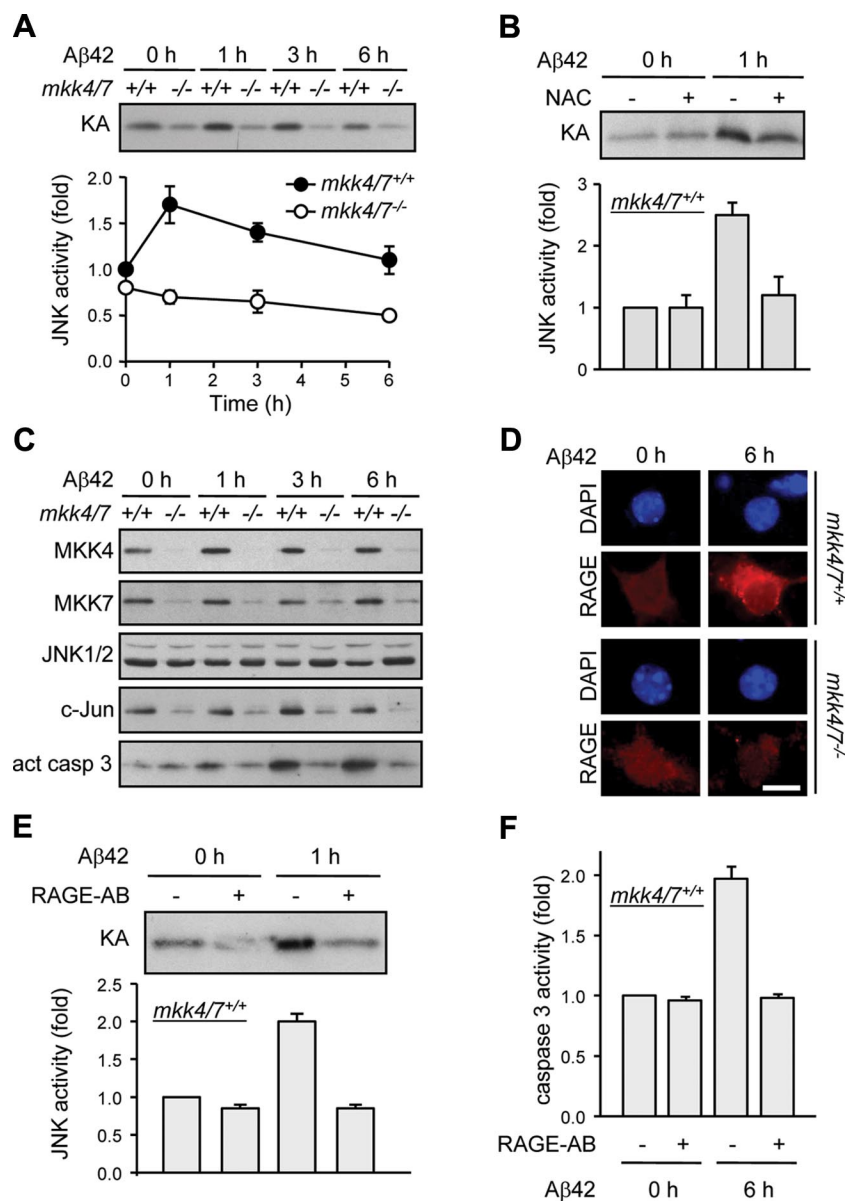 A
Aβ42 0 h 1 h 3 h 6 h
mkk4/7 +/+ -/- +/+ -/- +/+ -/- +/+ -/-
KA
JNK activity (fold)
2.0
1.5
1.0
0.5
0.0
mkk4/7+/+
mkk4/7-/-
0 1 2 3 4 5 6
Time (h)
B
Aβ42 0 h 1 h
NAC - + - +
KA
JNK activity (fold)
3
2
1
0
mkk4/7+/+
C
Aβ42 0 h 1 h 3 h 6 h
mkk4/7 +/+ -/- +/+ -/- +/+ -/- +/+ -/-
MKK4
MKK7
JNK1/2
c-Jun
act casp 3
D
Aβ42 0 h 6 h
DAPI
RAGE
mkk4/7+/+
DAPI
RAGE
mkk4/7-/-
E
Aβ42 0 h 1 h
RAGE-AB - + - +
KA
JNK activity (fold)
2.5
2.0
1.5
1.0
0.5
0.0
mkk4/7+/+
F
caspase 3 activity (fold)
2.0
1.5
1.0
0.5
0.0
mkk4/7+/+
RAGE-AB - + - +
0 h 6 h
Aβ42